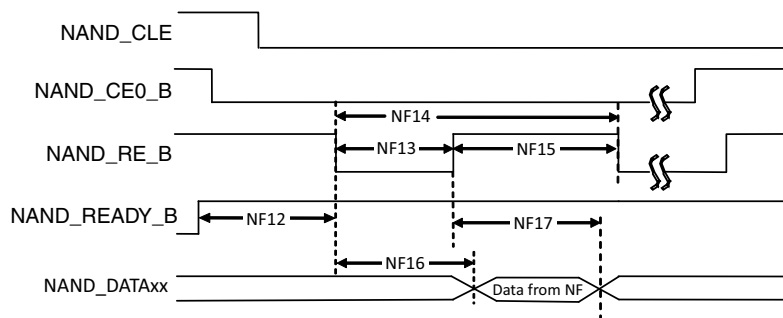 NAND_CLE
NAND_CE0_B
NF14
NAND_RE_B
NF13
NF15
NAND_READY_B
NF12
NF17
NF16
NAND_DATAxx
Data from NF